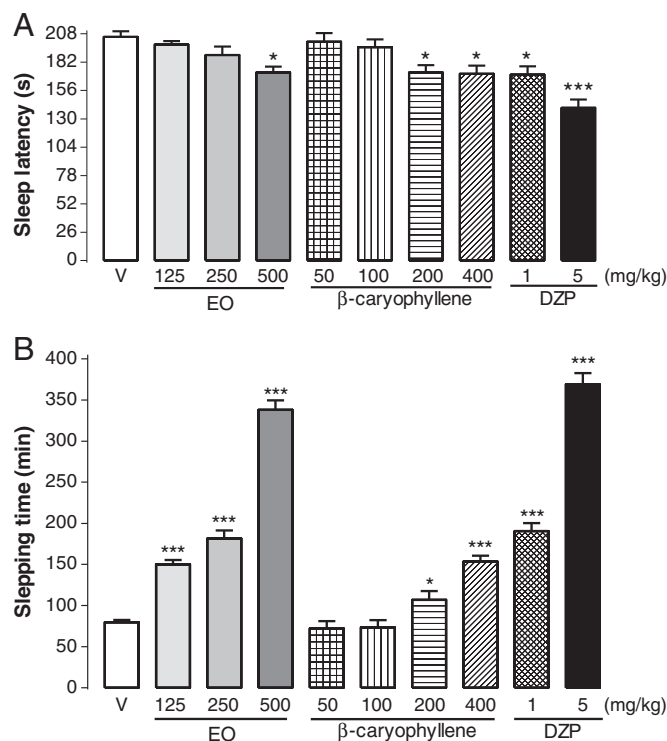 A
Sleep latency (s)
208
182
156
130
104
78
52
26
0
* * * * ***
V 125 250 500 50 100 200 400 1 5 (mg/kg)
EO β-caryophyllene DZP
B
Slepping time (min)
400
350
300
250
200
150
100
50
0
*** *** *** * *** *** ***
V 125 250 500 50 100 200 400 1 5 (mg/kg)
EO β-caryophyllene DZP